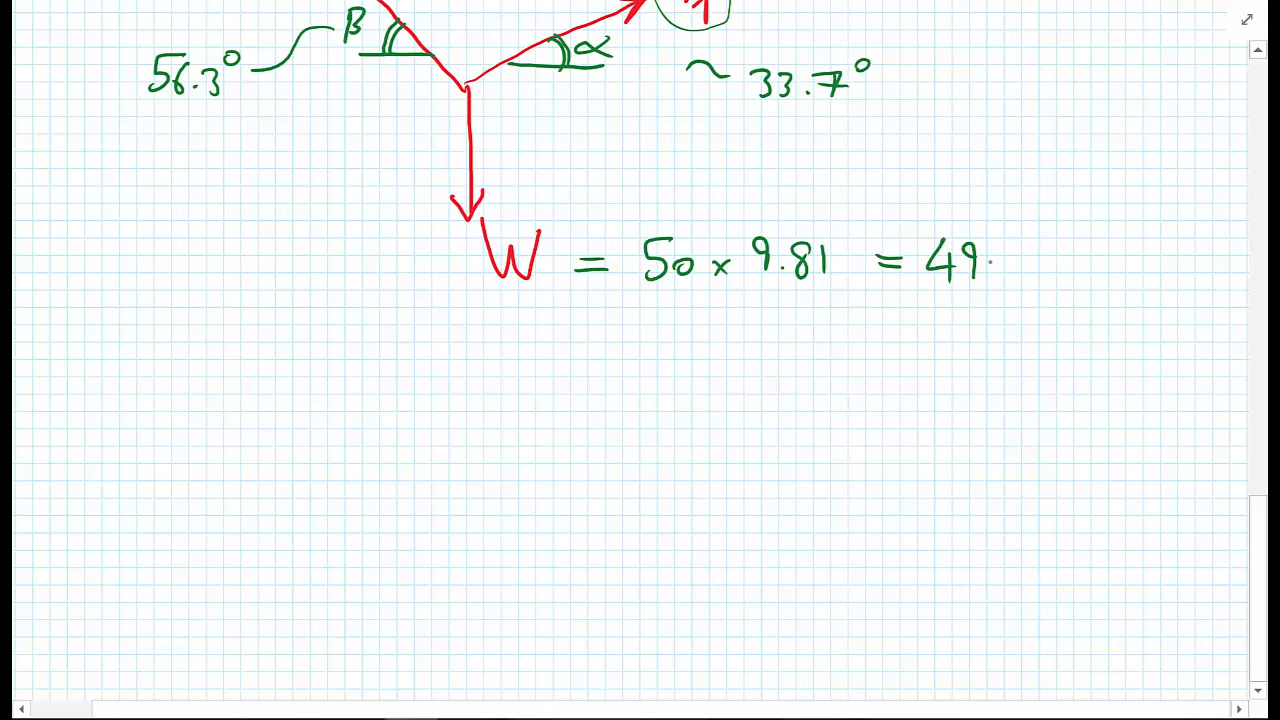 β
α
56.3°
~ 33.7°
W = 50 × 9.81 = 49